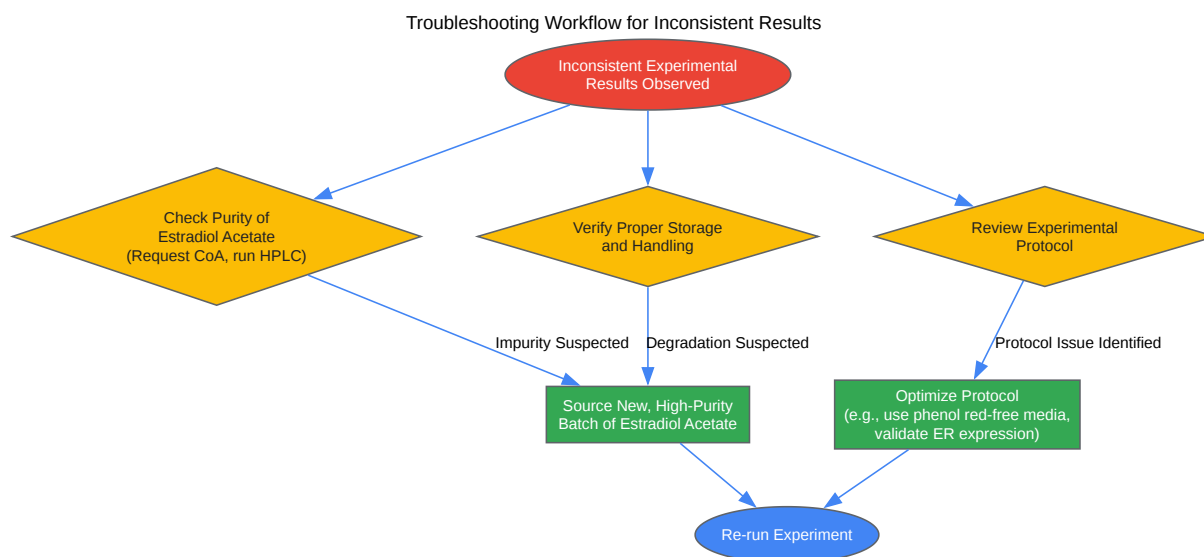 Troubleshooting Workflow for Inconsistent Results
Inconsistent Experimental
Results Observed
Check Purity of
Estradiol Acetate
(Request CoA, run HPLC)
Verify Proper Storage
and Handling
Review Experimental
Protocol
Impurity Suspected
Degradation Suspected
Protocol Issue Identified
Source New, High-Purity
Batch of Estradiol Acetate
Optimize Protocol
(e.g., use phenol red-free media,
validate ER expression)
Re-run Experiment